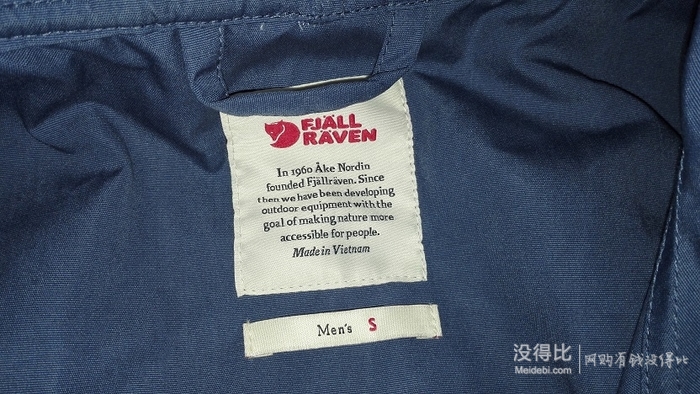 FJÄLL
RÄVEN
In 1960 Åke Nordin
founded Fjällräven. Since
then we have been developing
outdoor equipment with the
goal of making nature more
accessible for people.
Made in Vietnam
Men's S
没得比
Meidebi.com
网购有钱没得比